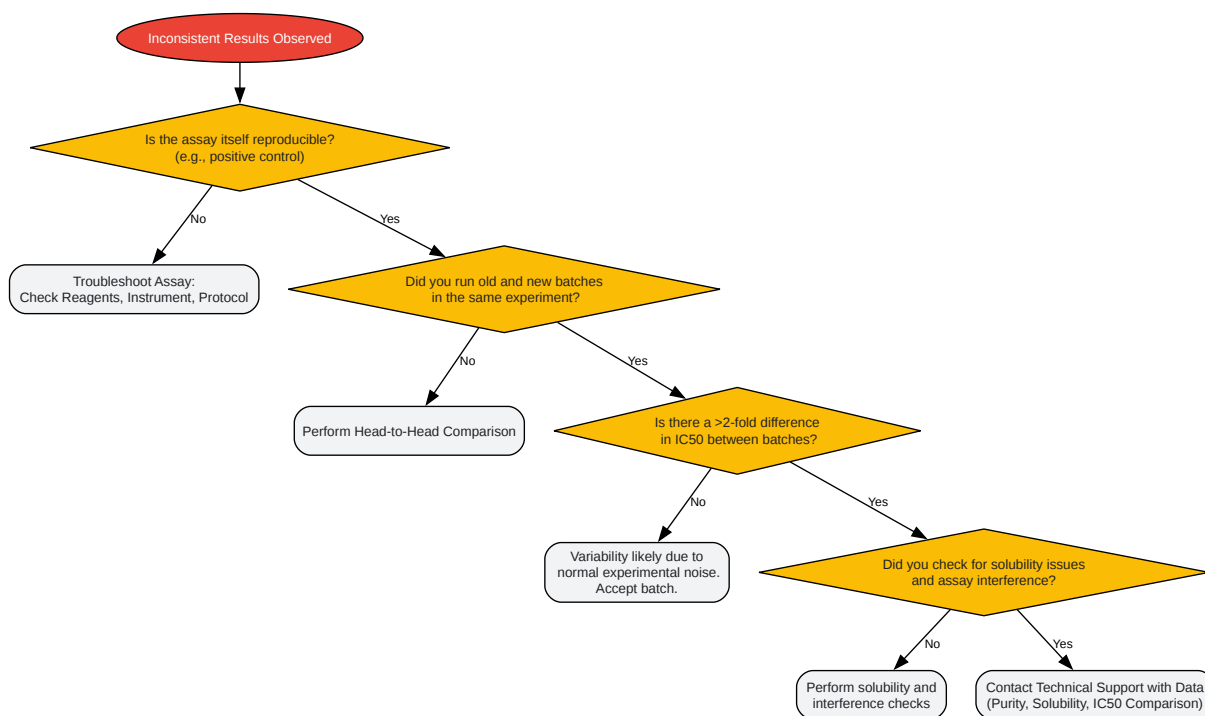 Inconsistent Results Observed
Is the assay itself reproducible?
(e.g., positive control)
No
Yes
Troubleshoot Assay:
Check Reagents, Instrument, Protocol
Did you run old and new batches
in the same experiment?
No
Yes
Perform Head-to-Head Comparison
Is there a >2-fold difference
in IC50 between batches?
No
Yes
Variability likely due to
normal experimental noise.
Accept batch.
Did you check for solubility issues
and assay interference?
No
Yes
Perform solubility and
interference checks
Contact Technical Support with Data
(Purity, Solubility, IC50 Comparison)